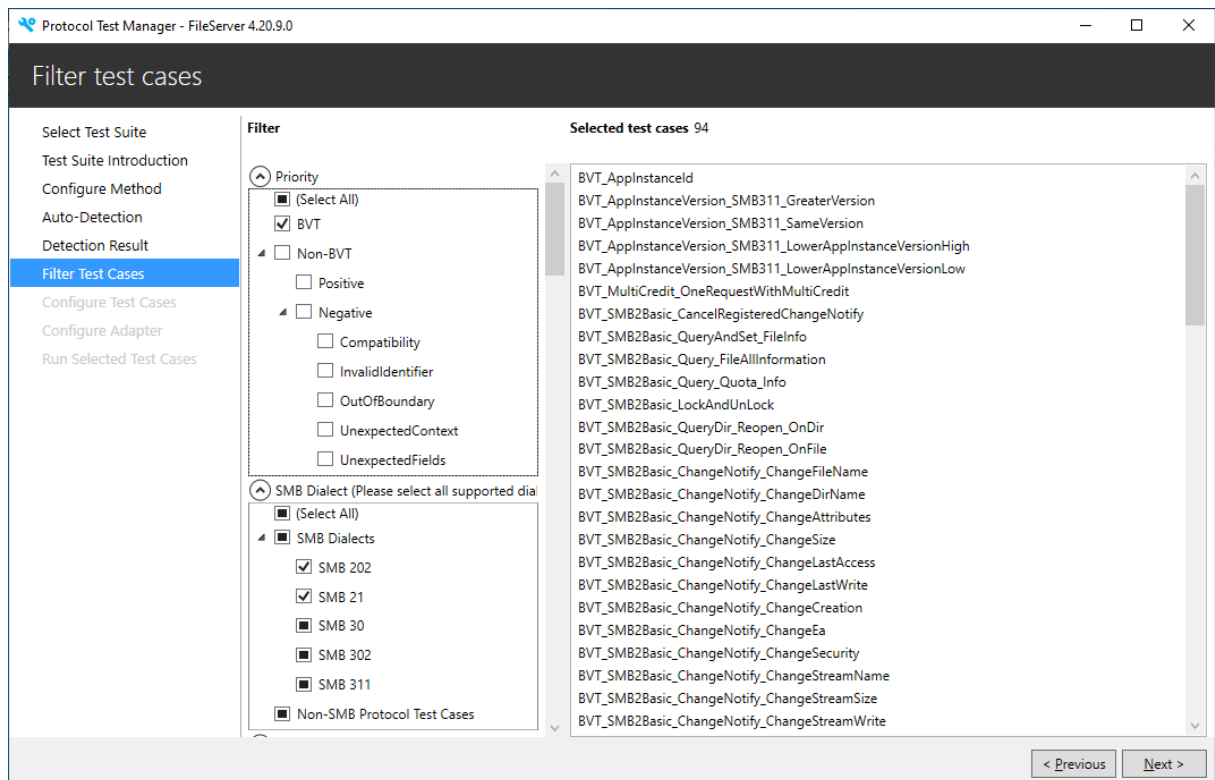 Protocol Test Manager - FileServer 4.20.9.0
Filter test cases
Select Test Suite
Test Suite Introduction
Configure Method
Auto-Detection
Detection Result
Filter Test Cases
Configure Test Cases
Configure Adapter
Run Selected Test Cases
Filter
Priority
(Select All)
BVT
Non-BVT
Positive
Negative
Compatibility
InvalidIdentifier
OutOfBoundary
UnexpectedContext
UnexpectedFields
SMB Dialect (Please select all supported dial
(Select All)
SMB Dialects
SMB 202
SMB 21
SMB 30
SMB 302
SMB 311
Non-SMB Protocol Test Cases
Selected test cases 94
BVT_AppInstanceId
BVT_AppInstanceVersion_SMB311_GreaterVersion
BVT_AppInstanceVersion_SMB311_SameVersion
BVT_AppInstanceVersion_SMB311_LowerAppInstanceVersionHigh
BVT_AppInstanceVersion_SMB311_LowerAppInstanceVersionLow
BVT_MultiCredit_OneRequestWithMultiCredit
BVT_SMB2Basic_CancelRegisteredChangeNotify
BVT_SMB2Basic_QueryAndSet_FileInfo
BVT_SMB2Basic_Query_FileAllInformation
BVT_SMB2Basic_Query_Quota_Info
BVT_SMB2Basic_LockAndUnLock
BVT_SMB2Basic_QueryDir_Reopen_OnDir
BVT_SMB2Basic_QueryDir_Reopen_OnFile
BVT_SMB2Basic_ChangeNotify_ChangeFileName
BVT_SMB2Basic_ChangeNotify_ChangeDirName
BVT_SMB2Basic_ChangeNotify_ChangeAttributes
BVT_SMB2Basic_ChangeNotify_ChangeSize
BVT_SMB2Basic_ChangeNotify_ChangeLastAccess
BVT_SMB2Basic_ChangeNotify_ChangeLastWrite
BVT_SMB2Basic_ChangeNotify_ChangeCreation
BVT_SMB2Basic_ChangeNotify_ChangeEa
BVT_SMB2Basic_ChangeNotify_ChangeSecurity
BVT_SMB2Basic_ChangeNotify_ChangeStreamName
BVT_SMB2Basic_ChangeNotify_ChangeStreamSize
BVT_SMB2Basic_ChangeNotify_ChangeStreamWrite
< Previous
Next >